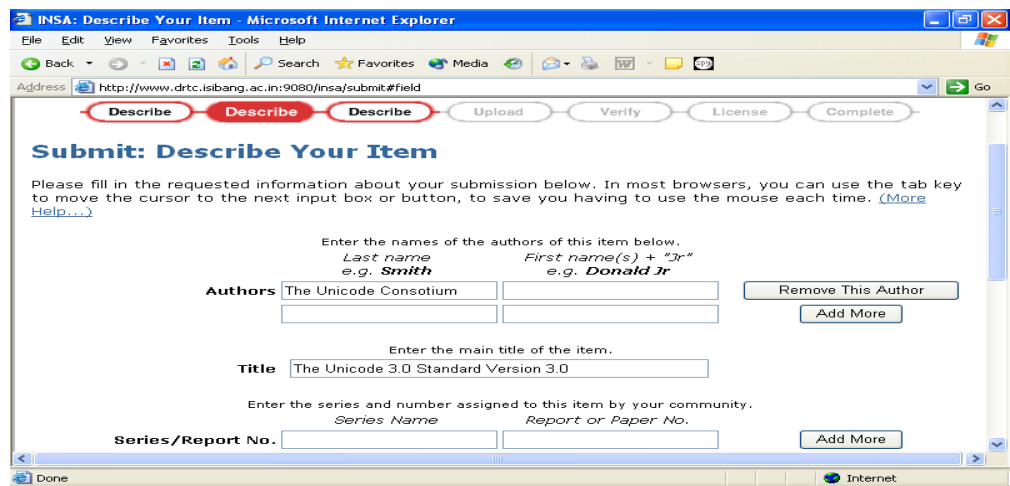 INSA: Describe Your Item - Microsoft Internet Explorer
File Edit View Favorites Tools Help
Back Search Favorites Media
Address http://www.drtc.isibang.ac.in:9080/insa/submit#field Go
Describe Describe Describe Upload Verify License Complete
Submit: Describe Your Item
Please fill in the requested information about your submission below. In most browsers, you can use the tab key
to move the cursor to the next input box or button, to save you having to use the mouse each time. (More
Help...)
Enter the names of the authors of this item below.
Last name First name(s) + "Jr"
e.g. Smith e.g. Donald Jr
Authors The Unicode Consotium Remove This Author
Add More
Enter the main title of the item.
Title The Unicode 3.0 Standard Version 3.0
Enter the series and number assigned to this item by your community.
Series Name Report or Paper No.
Series/Report No. Add More
Done Internet